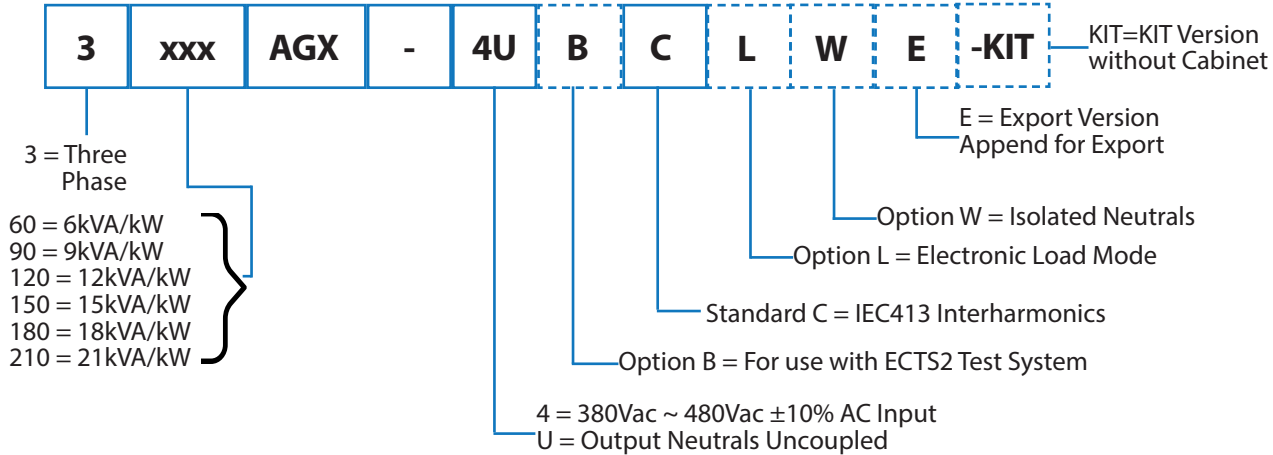 3 xxx AGX - 4U B C L W E -KIT
KIT=KIT Version
without Cabinet
E = Export Version
Append for Export
3 = Three
Phase
60 = 6kVA/kW
90 = 9kVA/kW
120 = 12kVA/kW
150 = 15kVA/kW
180 = 18kVA/kW
210 = 21kVA/kW
Option W = Isolated Neutrals
Option L = Electronic Load Mode
Standard C = IEC413 Interharmonics
Option B = For use with ECTS2 Test System
4 = 380Vac ~ 480Vac ±10% AC Input
U = Output Neutrals Uncoupled